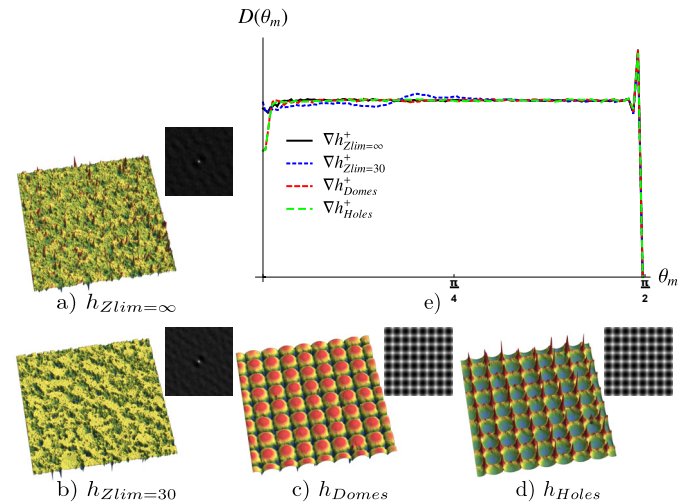 D(θm)
∇h+Zlim=∞
∇h+Zlim=30
∇h+Domes
∇h+Holes
π/4
π/2
θm
a) hZlim=∞
e)
b) hZlim=30
c) hDomes
d) hHoles